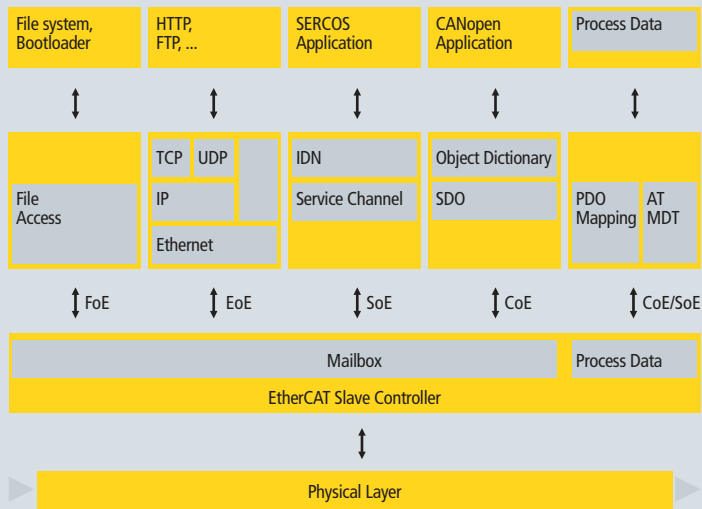 File system,
Bootloader
HTTP,
FTP, ...
SERCOS
Application
CANopen
Application
Process Data
File
Access
TCP
UDP
IP
Ethernet
IDN
Service Channel
Object Dictionary
SDO
PDO
Mapping
AT
MDT
FoE
EoE
SoE
CoE
CoE/SoE
Mailbox
Process Data
EtherCAT Slave Controller
Physical Layer